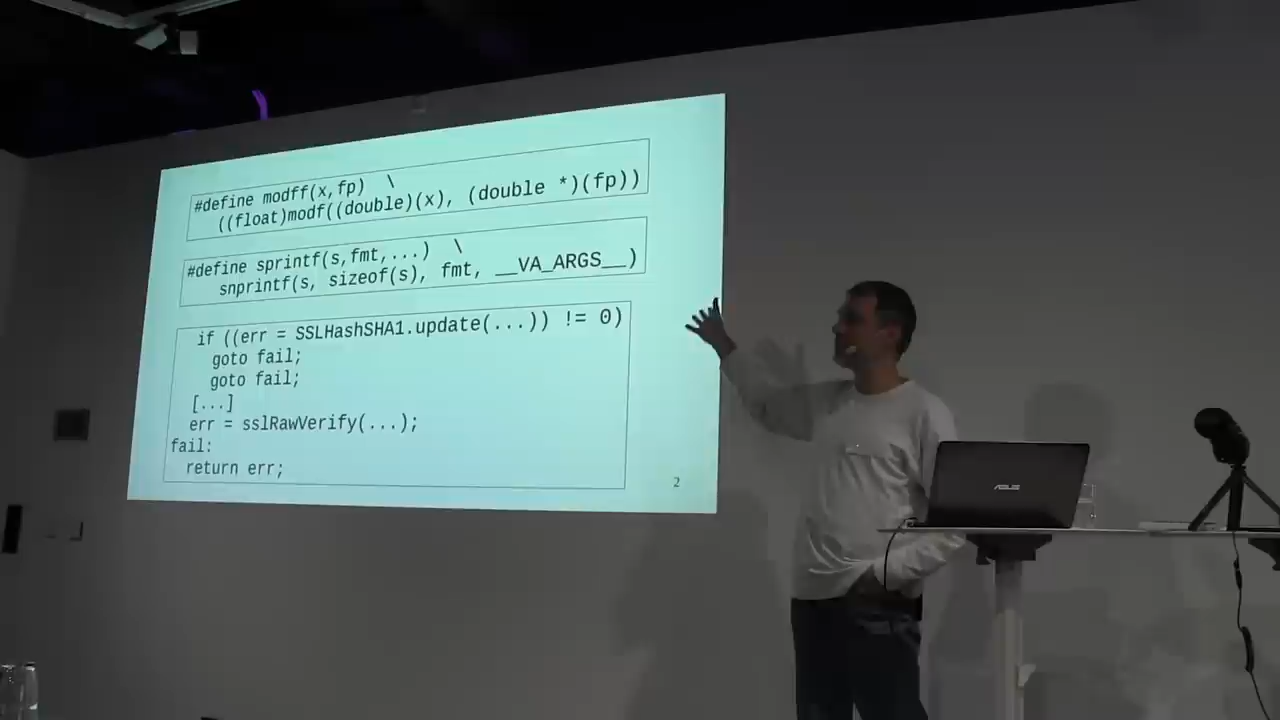 #define modff(x,fp) \
((float)modf((double)(x), (double *)(fp))
#define sprintf(s,fmt,...) \
snprintf(s, sizeof(s), fmt, __VA_ARGS__)
if ((err = SSLHashSHA1.update(...)) != 0)
goto fail;
goto fail;
[...]
err = sslRawVerify(...);
fail:
return err;
2
ASUS